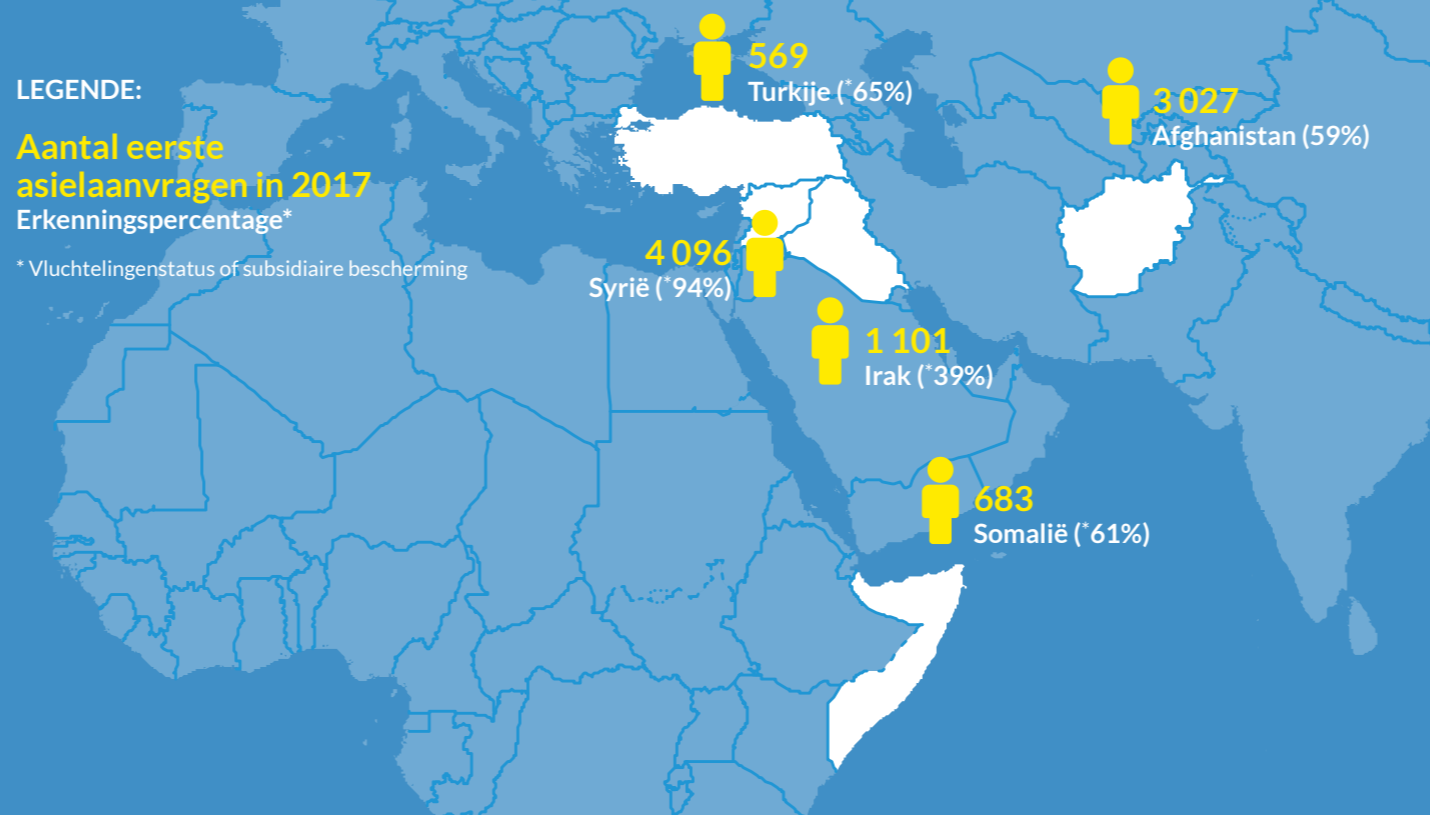 LEGENDE:
Aantal eerste
asielaanvragen in 2017
Erkenningspercentage*
* Vluchtelingenstatus of subsidiaire bescherming
569
Turkije (*65%)
3 027
Afghanistan (59%)
4 096
Syrië (*94%)
1 101
Irak (*39%)
683
Somalië (*61%)